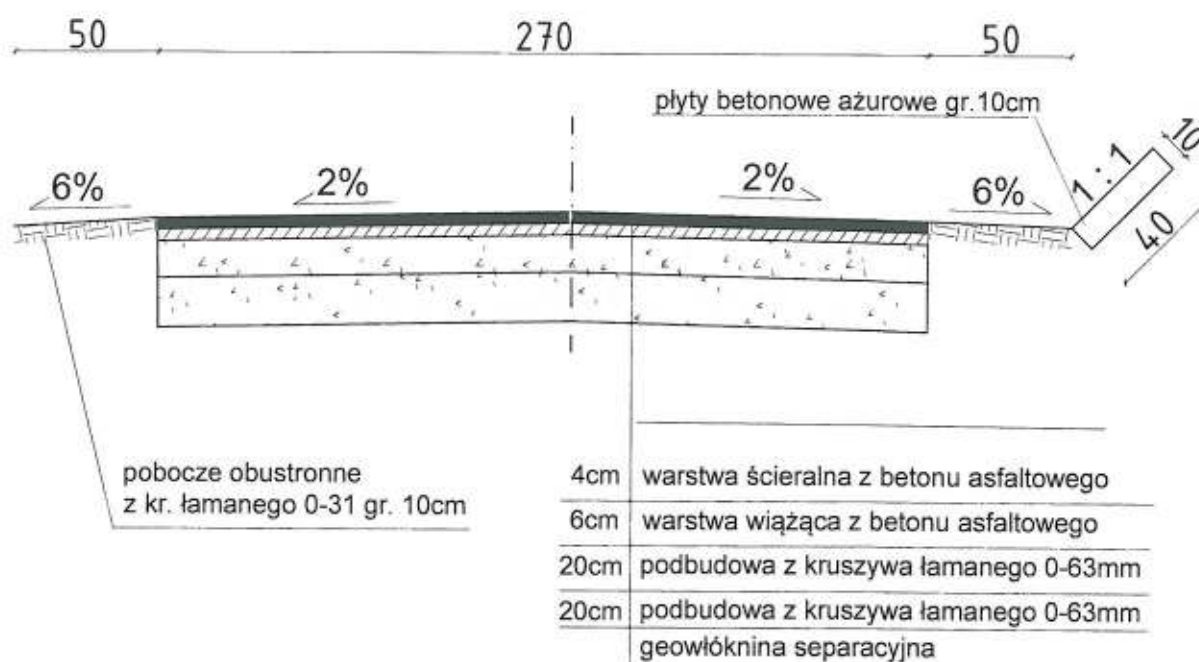 50 270 50
płyty betonowe ażurowe gr.10cm
10
1 : 1
40
6% 2% 2% 6%
pobocze obustronne
z kr. łamanego 0-31 gr. 10cm
4cm warstwa ścieralna z betonu asfaltowego
6cm warstwa wiążąca z betonu asfaltowego
20cm podbudowa z kruszywa łamanego 0-63mm
20cm podbudowa z kruszywa łamanego 0-63mm
geowłóknina separacyjna